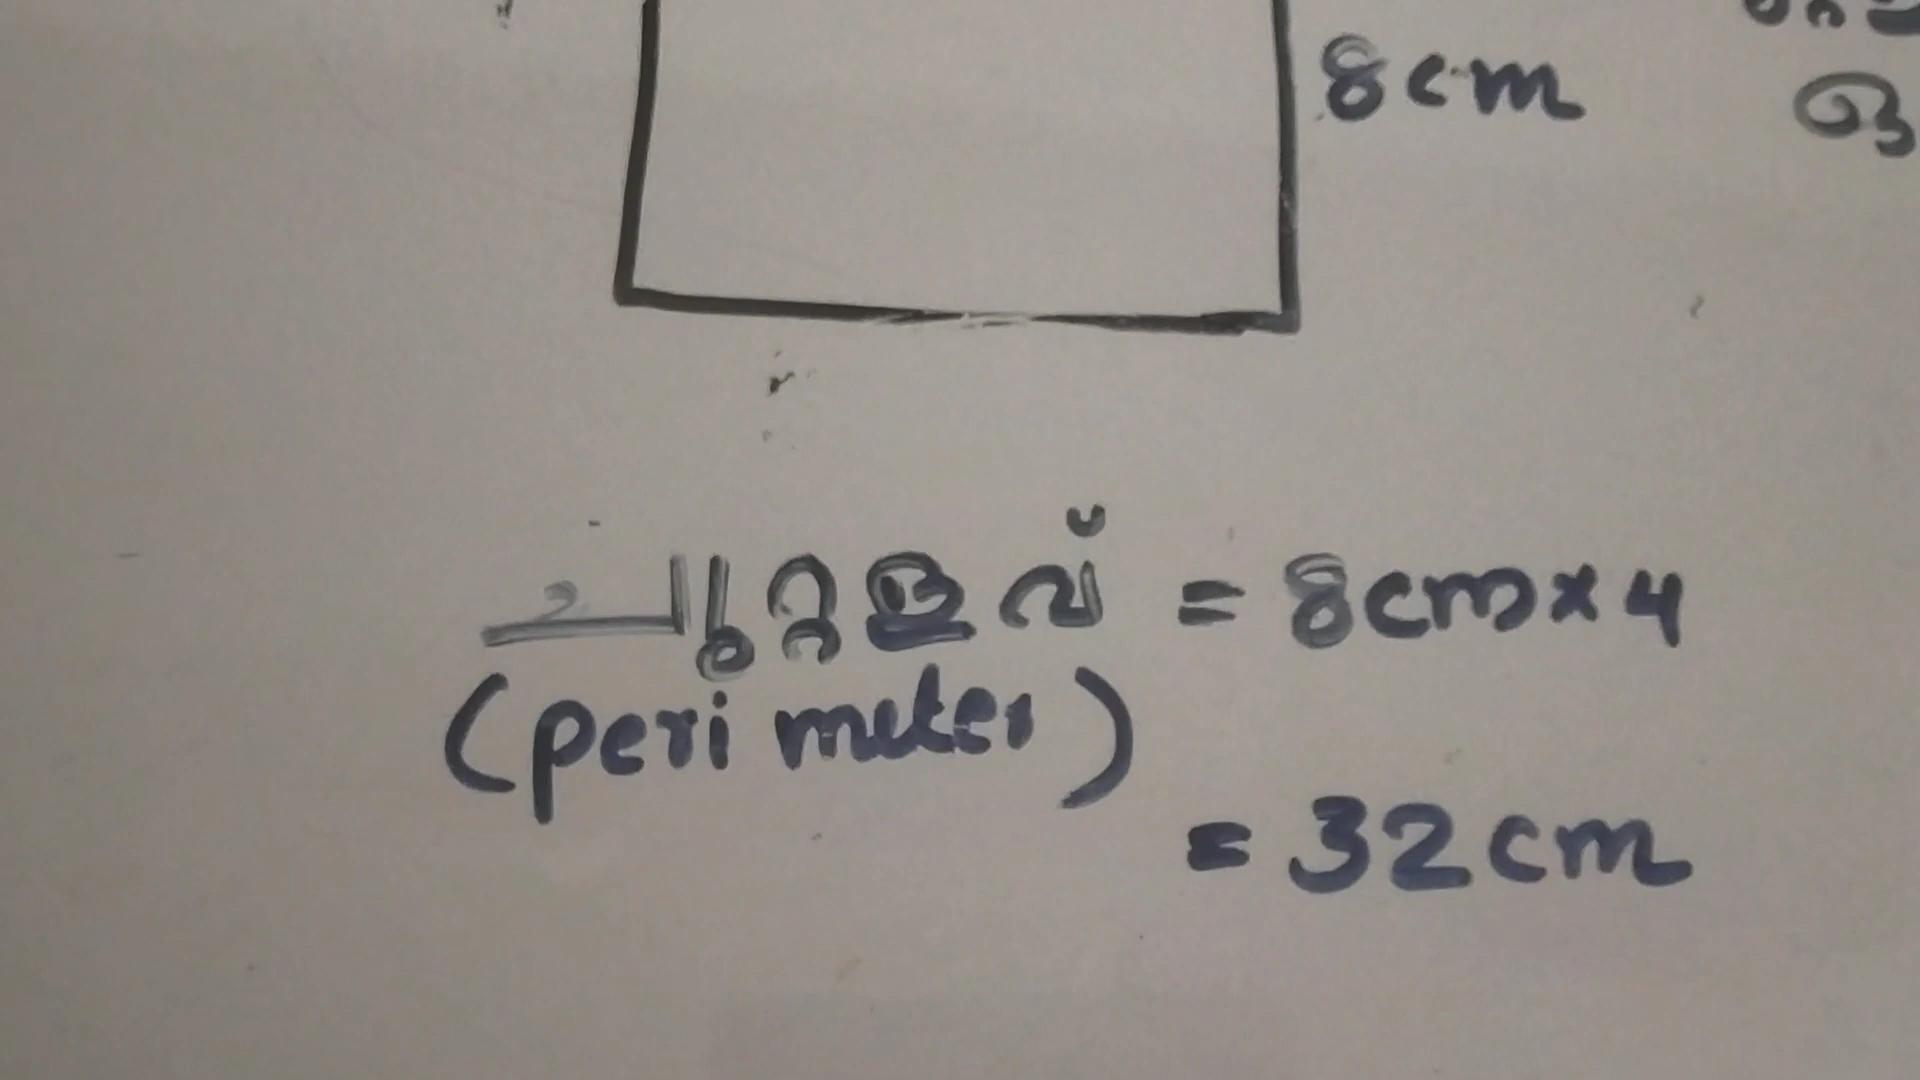 8cm
ചുറ്റളവ് = 8cm x 4
(perimeter)
= 32cm